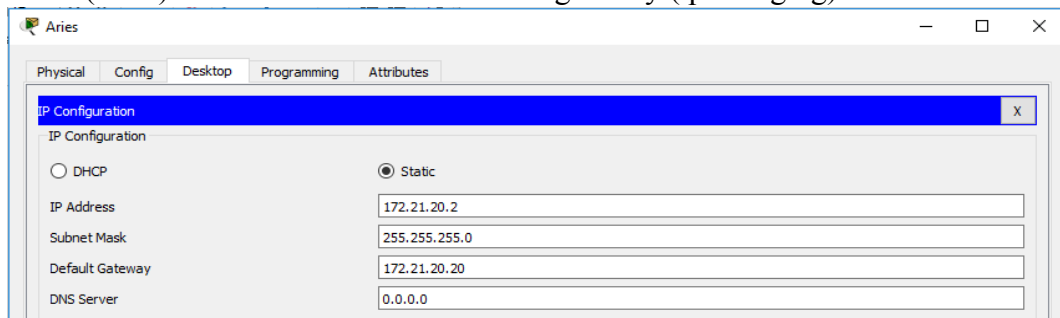 Aries
Physical Config Desktop Programming Attributes
IP Configuration X
IP Configuration
DHCP Static
IP Address 172.21.20.2
Subnet Mask 255.255.255.0
Default Gateway 172.21.20.20
DNS Server 0.0.0.0